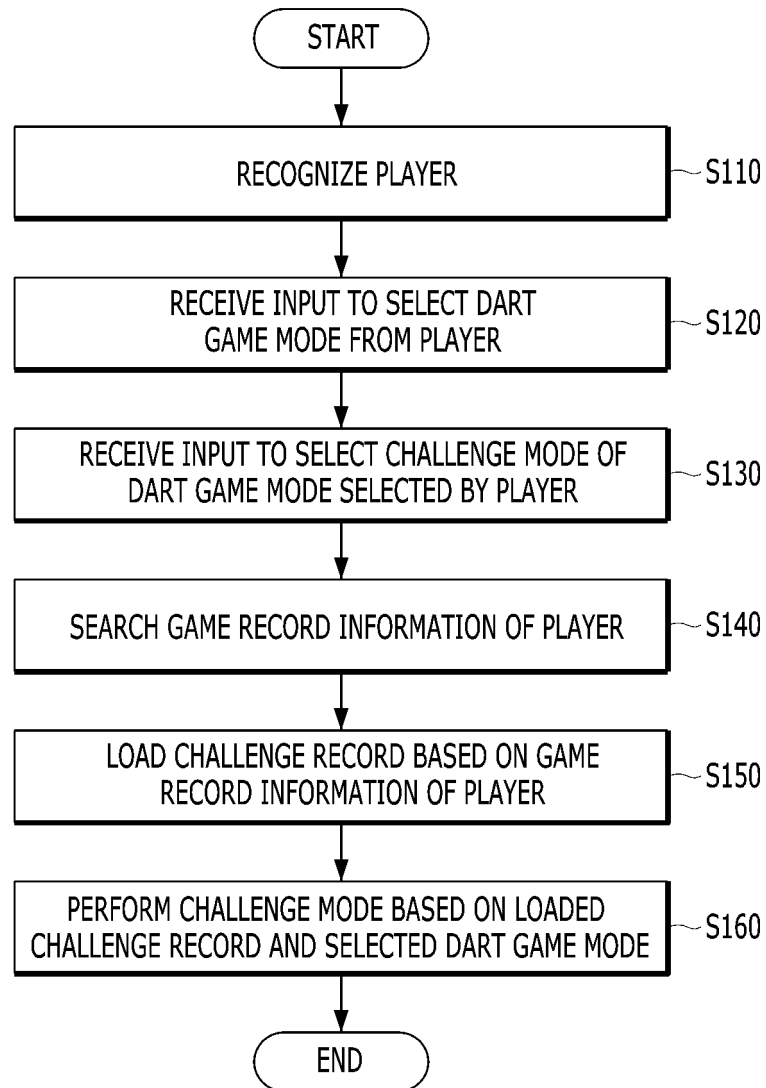 START
RECOGNIZE PLAYER
S110
RECEIVE INPUT TO SELECT DART
GAME MODE FROM PLAYER
S120
RECEIVE INPUT TO SELECT CHALLENGE MODE OF
DART GAME MODE SELECTED BY PLAYER
S130
SEARCH GAME RECORD INFORMATION OF PLAYER
S140
LOAD CHALLENGE RECORD BASED ON GAME
RECORD INFORMATION OF PLAYER
S150
PERFORM CHALLENGE MODE BASED ON LOADED
CHALLENGE RECORD AND SELECTED DART GAME MODE
S160
END